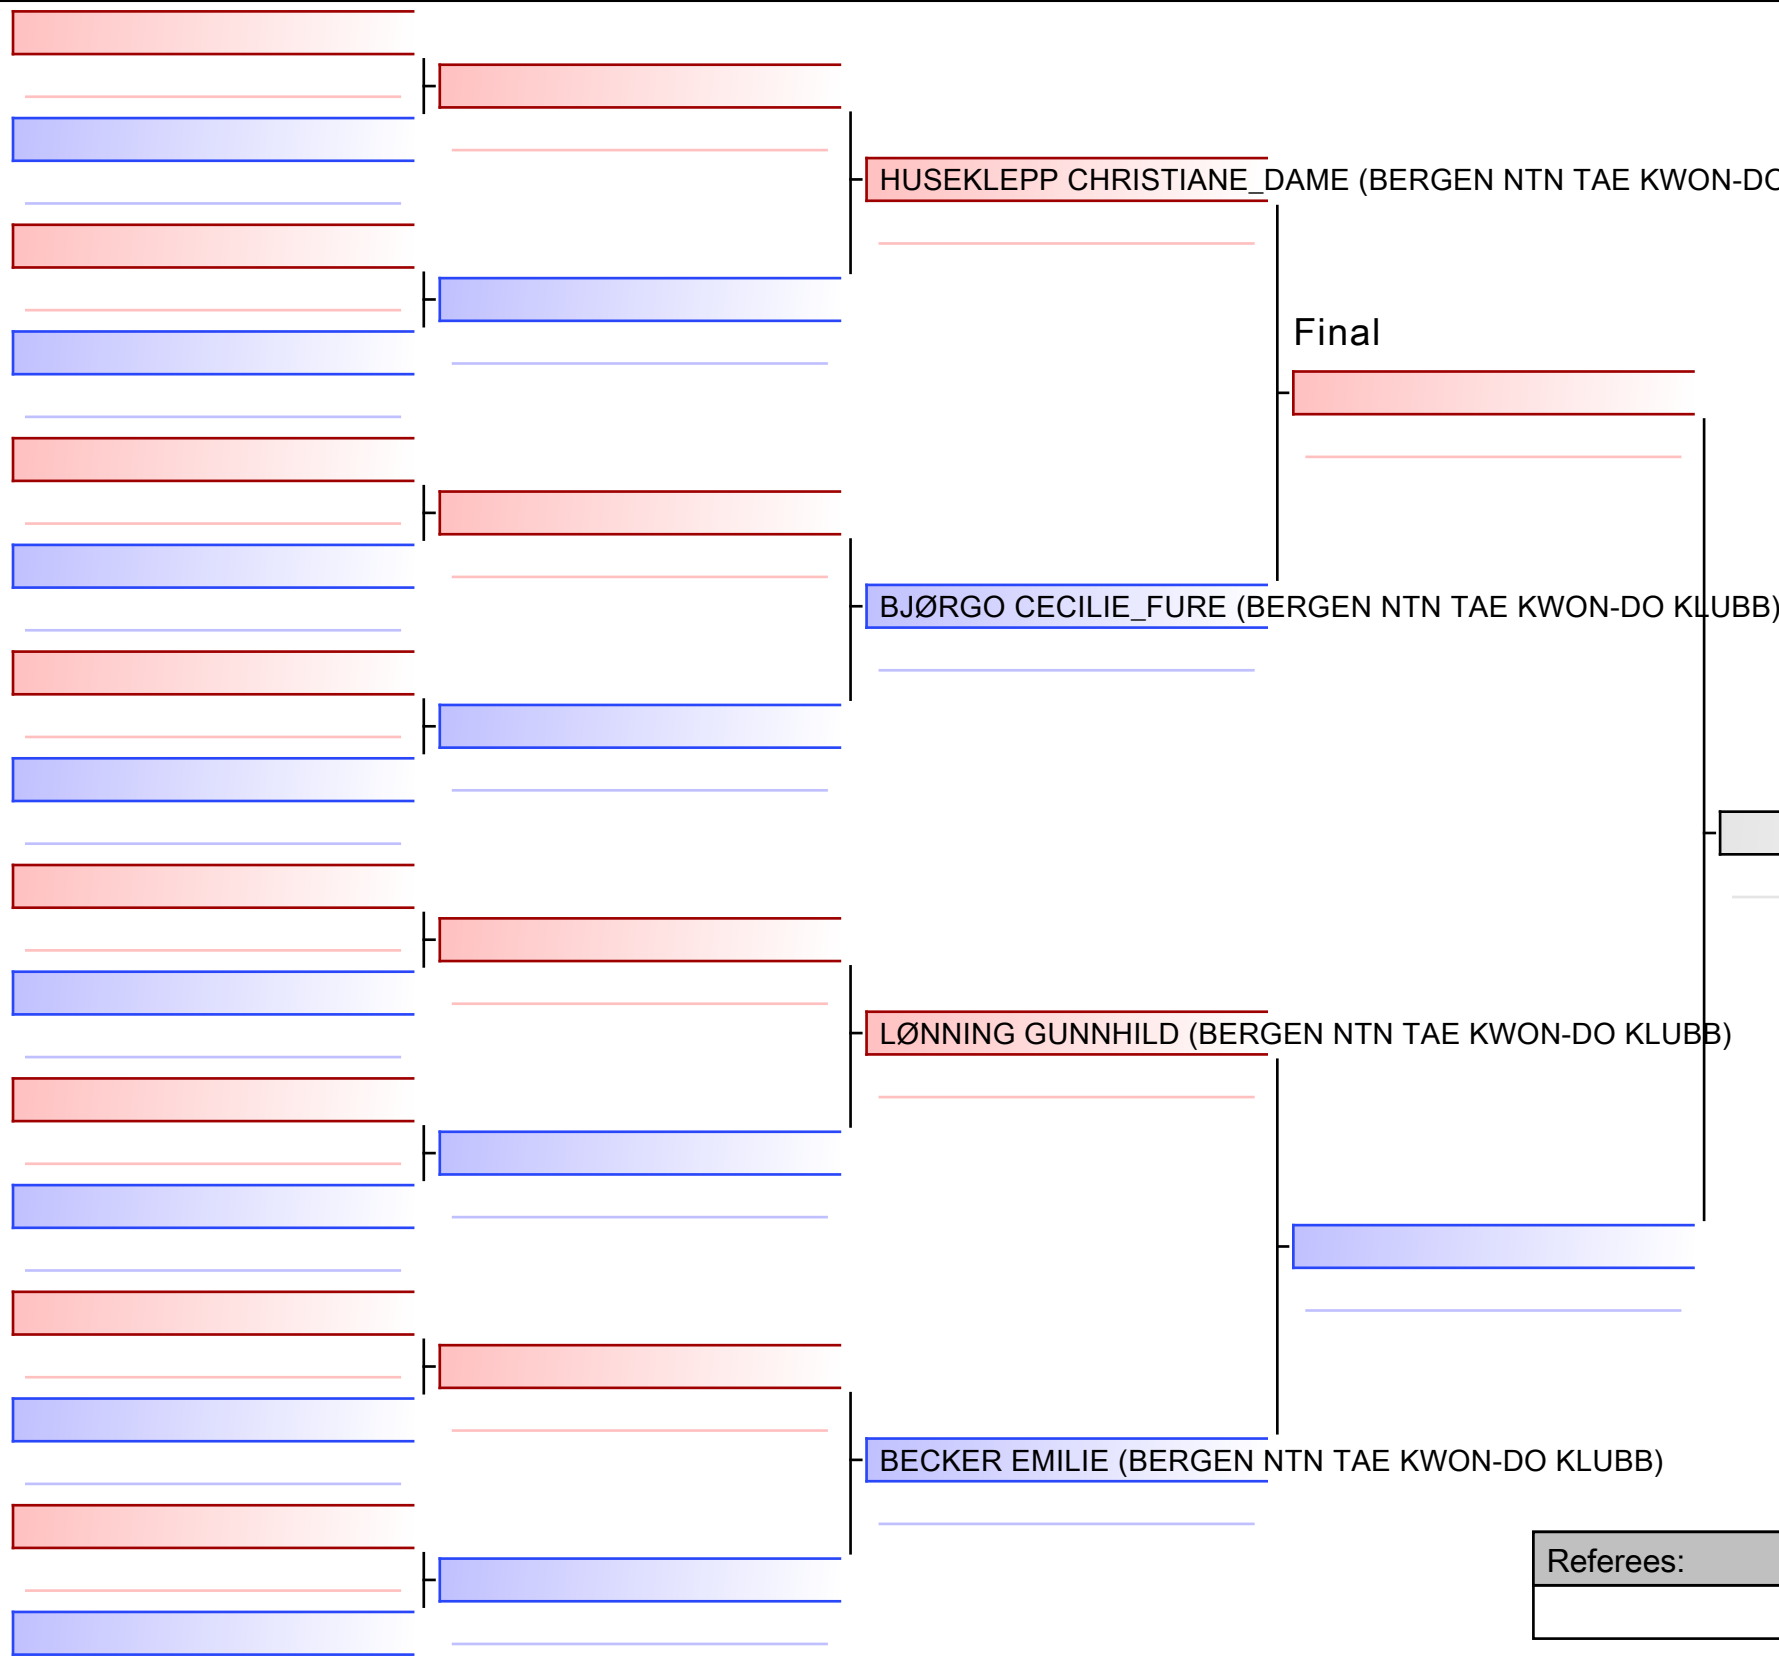 HUSEKLEPP CHRISTIANE_DAME (BERGEN NTN TAE KWON-DO
Final
BJØRGO CECILIE_FURE (BERGEN NTN TAE KWON-DO KLUBB)
LØNNING GUNNHILD (BERGEN NTN TAE KWON-DO KLUBB)
BECKER EMILIE (BERGEN NTN TAE KWON-DO KLUBB)
Referees: